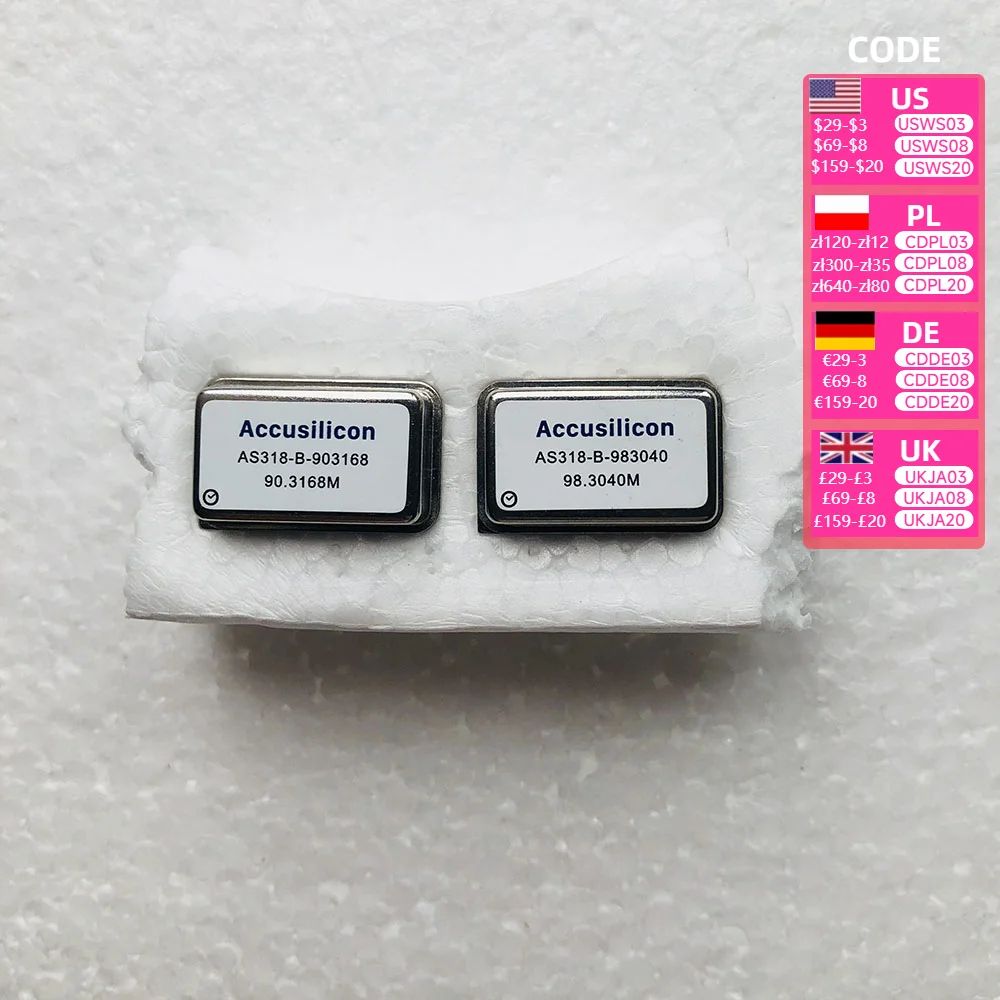 CODE
US
$29-$3 USWS03
$69-$8 USWS08
$159-$20 USWS20
PL
zł120-zł12 CDPL03
zł300-zł35 CDPL08
zł640-zł80 CDPL20
DE
€29-3 CDDE03
€69-8 CDDE08
€159-20 CDDE20
UK
£29-£3 UKJA03
£69-£8 UKJA08
£159-£20 UKJA20
Accusilicon
AS318-B-903168
90.3168M
Accusilicon
AS318-B-983040
98.3040M